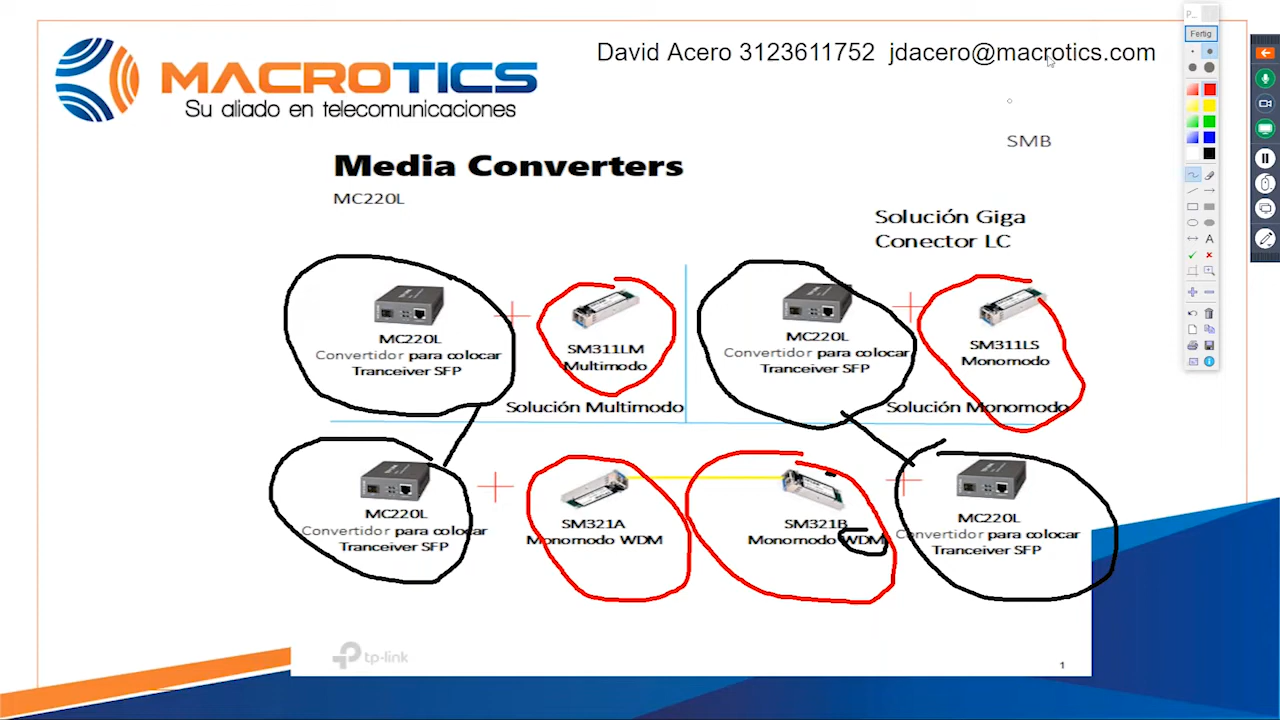 David Acero 3123611752 jdacero@macrotics.com
P...
Fertig
MACROTICS
Su aliado en telecomunicaciones
SMB
Media Converters
MC220L
Solución Giga
Conector LC
MC220L
Convertidor para colocar
Tranceiver SFP
SM311LM
Multimodo
Solución Multimodo
MC220L
Convertidor para colocar
Tranceiver SFP
SM311LS
Monomodo
Solución Monomodo
MC220L
Convertidor para colocar
Tranceiver SFP
SM321A
Monomodo WDM
SM321B
Monomodo WDM
MC220L
Convertidor para colocar
Tranceiver SFP
tp-link
1